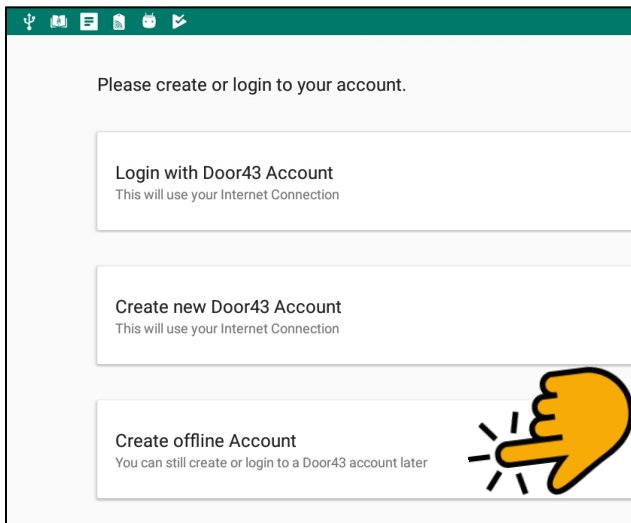 Please create or login to your account.
Login with Door43 Account
This will use your Internet Connection
Create new Door43 Account
This will use your Internet Connection
Create offline Account
You can still create or login to a Door43 account later